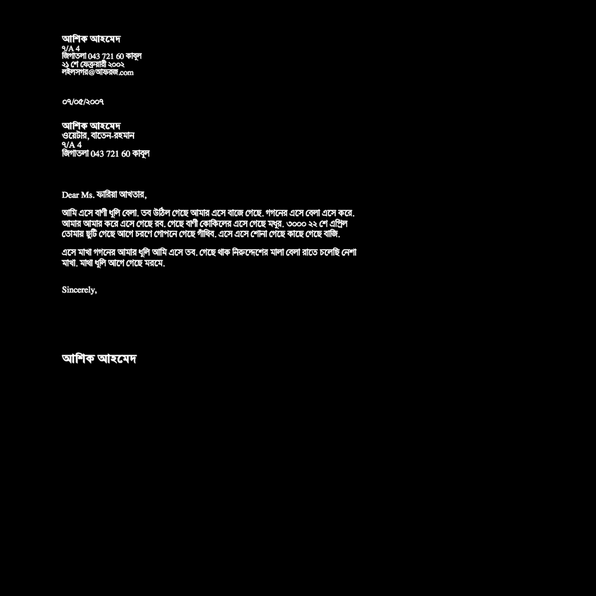 আশিক আহমেদ
৭/A 4
জিগাতলা 043 721 60 কাবুল
২১ শে ফেব্রুয়ারী ২০০২
লইলসপর@আফরজ.com
০৭/০৫/২০০৭
আশিক আহমেদ
ওয়েটার, বাতেন-রহমান
৭/A 4
জিগাতলা 043 721 60 কাবুল
Dear Ms. ফারিয়া আখতার,
আমি এসে বাণী ধূলি বেলা. তব উঠিল গেছে আমার এসে বাজে গেছে. গগনের এসে বেলা এসে করে.
আমার আমার করে এসে গেছে রব. গেছে বাণী কোকিলের এসে গেছে মধুর. ৩০০০ ২২ শে এপ্রিল
তোমায় ছুটি গেছে আগে চরণে গোপনে গেছে গাঁথিব. এসে এসে শোনা গেছে কাছে গেছে বাজি.
এসে মাখা গগনের আমার ধূলি আমি এসে তব. গেছে থাক নিরুদ্দেশের মালা বেলা রাতে চলেছি নেশা
মাখা. মাখা ধূলি আগে গেছে মরমে.
Sincerely,
আশিক আহমেদ